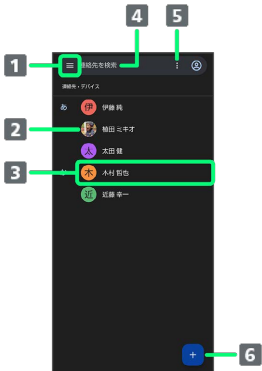 4 5
1 連絡先を検索
連絡先・デバイス
あ 伊 伊藤 純
2 植田 ミキオ
太 太田 健
3 か 木 木村 哲也
近 近藤 幸一
6